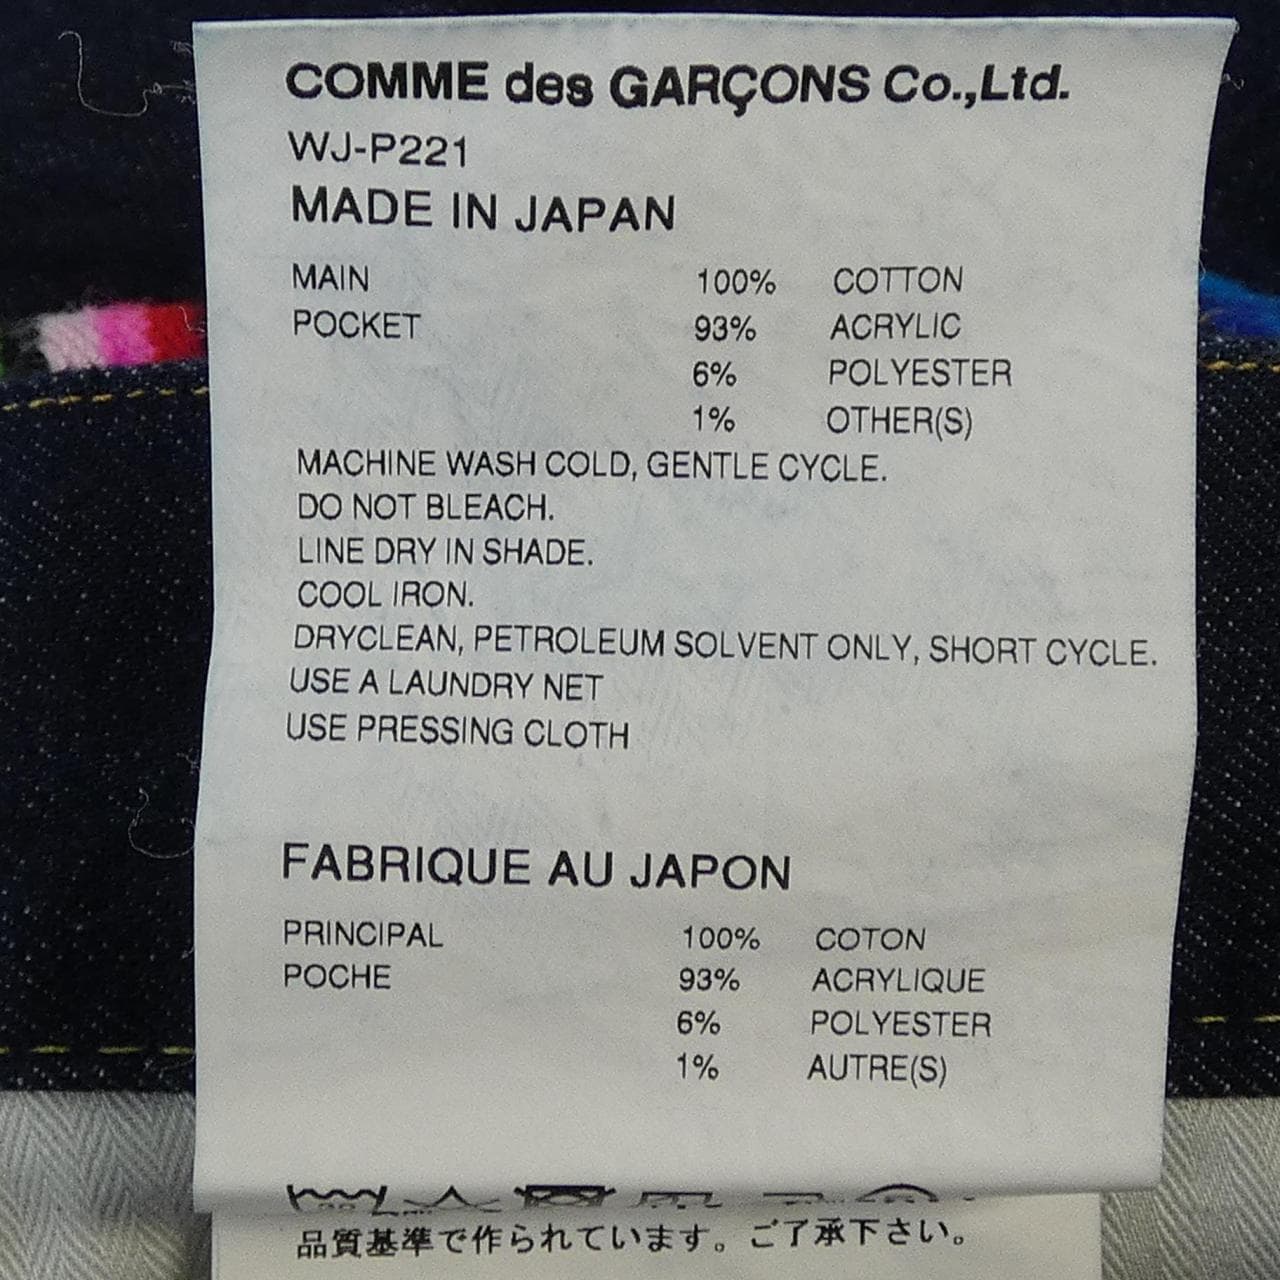 COMME des GARÇONS Co.,Ltd.
WJ-P221
MADE IN JAPAN
MAIN 100% COTTON
POCKET 93% ACRYLIC
6% POLYESTER
1% OTHER(S)
MACHINE WASH COLD, GENTLE CYCLE.
DO NOT BLEACH.
LINE DRY IN SHADE.
COOL IRON.
DRYCLEAN, PETROLEUM SOLVENT ONLY, SHORT CYCLE.
USE A LAUNDRY NET
USE PRESSING CLOTH
FABRIQUE AU JAPON
PRINCIPAL 100% COTON
POCHE 93% ACRYLIQUE
6% POLYESTER
1% AUTRE(S)
品質基準で作られています。ご了承下さい。